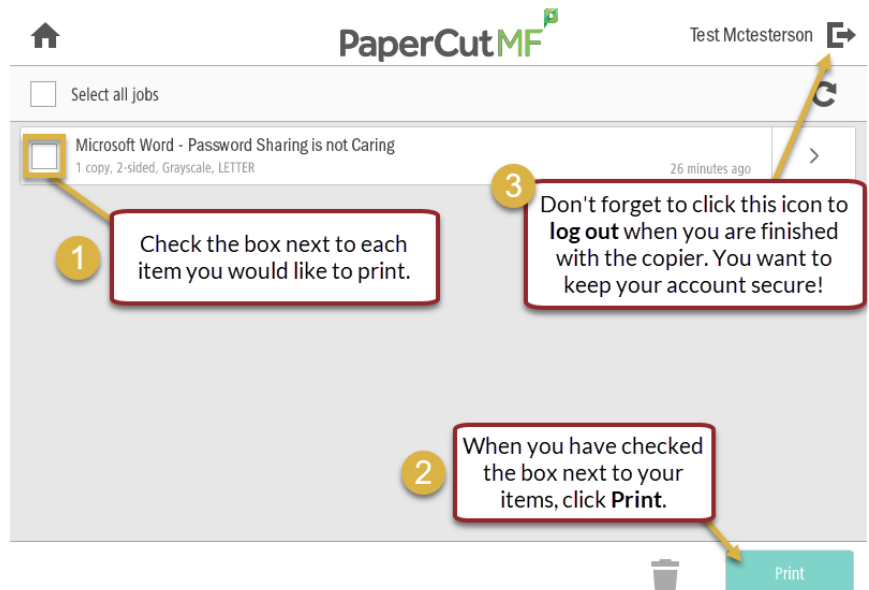 PaperCutMF
Test Mctesterson
Select all jobs
Microsoft Word - Password Sharing is not Caring
1 copy, 2-sided, Grayscale, LETTER
26 minutes ago
1
Check the box next to each
item you would like to print.
3
Don't forget to click this icon to
log out when you are finished
with the copier. You want to
keep your account secure!
2
When you have checked
the box next to your
items, click Print.
Print